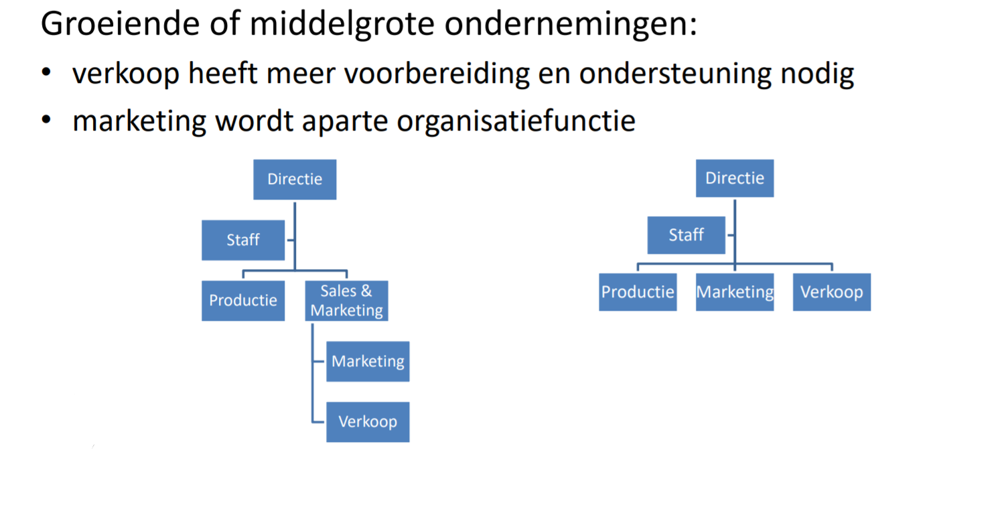 Groeiende of middelgrote ondernemingen:
• verkoop heeft meer voorbereiding en ondersteuning nodig
• marketing wordt aparte organisatiefunctie
Directie
Staff
Productie
Sales &
Marketing
Marketing
Verkoop
Directie
Staff
Productie
Marketing
Verkoop